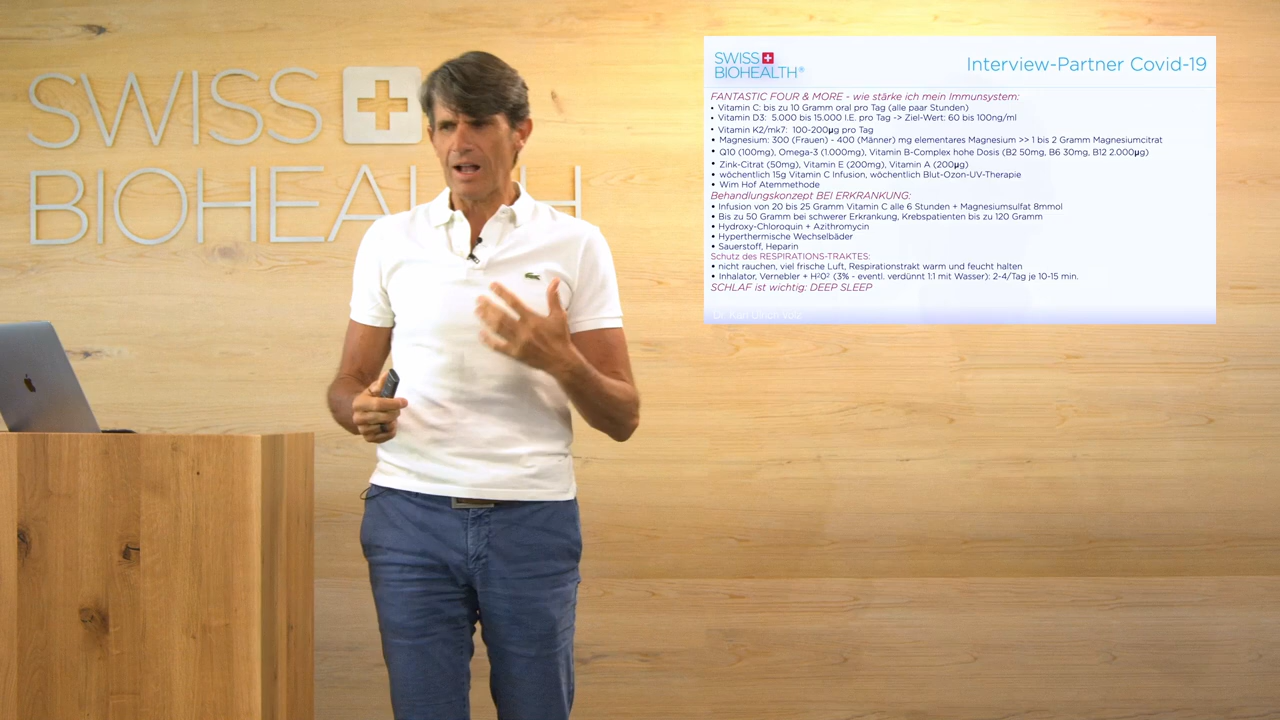 SWISS
BIOHEALTH
SWISS
BIOHEALTH®
Interview-Partner Covid-19
FANTASTIC FOUR & MORE - wie stärke ich mein Immunsystem:
• Vitamin C: bis zu 10 Gramm oral pro Tag (alle paar Stunden)
• Vitamin D3: 5.000 bis 15.000 I.E. pro Tag -> Ziel-Wert: 60 bis 100ng/ml
• Vitamin K2/mk7: 100-200µg pro Tag
• Magnesium: 300 (Frauen) - 400 (Männer) mg elementares Magnesium >> 1 bis 2 Gramm Magnesiumcitrat
• Q10 (100mg), Omega-3 (1.000mg), Vitamin B-Complex hohe Dosis (B2 50mg, B6 30mg, B12 2.000µg)
• Zink-Citrat (50mg), Vitamin E (200mg), Vitamin A (200µg)
• wöchentlich 15g Vitamin C Infusion, wöchentlich Blut-Ozon-UV-Therapie
• Wim Hof Atemmethode
Behandlungskonzept BEI ERKRANKUNG:
• Infusion von 20 bis 25 Gramm Vitamin C alle 6 Stunden + Magnesiumsulfat 8mmol
• Bis zu 50 Gramm bei schwerer Erkrankung, Krebspatienten bis zu 120 Gramm
• Hydroxy-Chloroquin + Azithromycin
• Hyperthermische Wechselbäder
• Sauerstoff, Heparin
Schutz des RESPIRATIONS-TRAKTES:
• nicht rauchen, viel frische Luft, Respirationstrakt warm und feucht halten
• Inhalator, Vernebler + H²O² (3% - eventl. verdünnt 1:1 mit Wasser): 2-4/Tag je 10-15 min.
SCHLAF ist wichtig: DEEP SLEEP
Dr. Karl Ulrich Volz